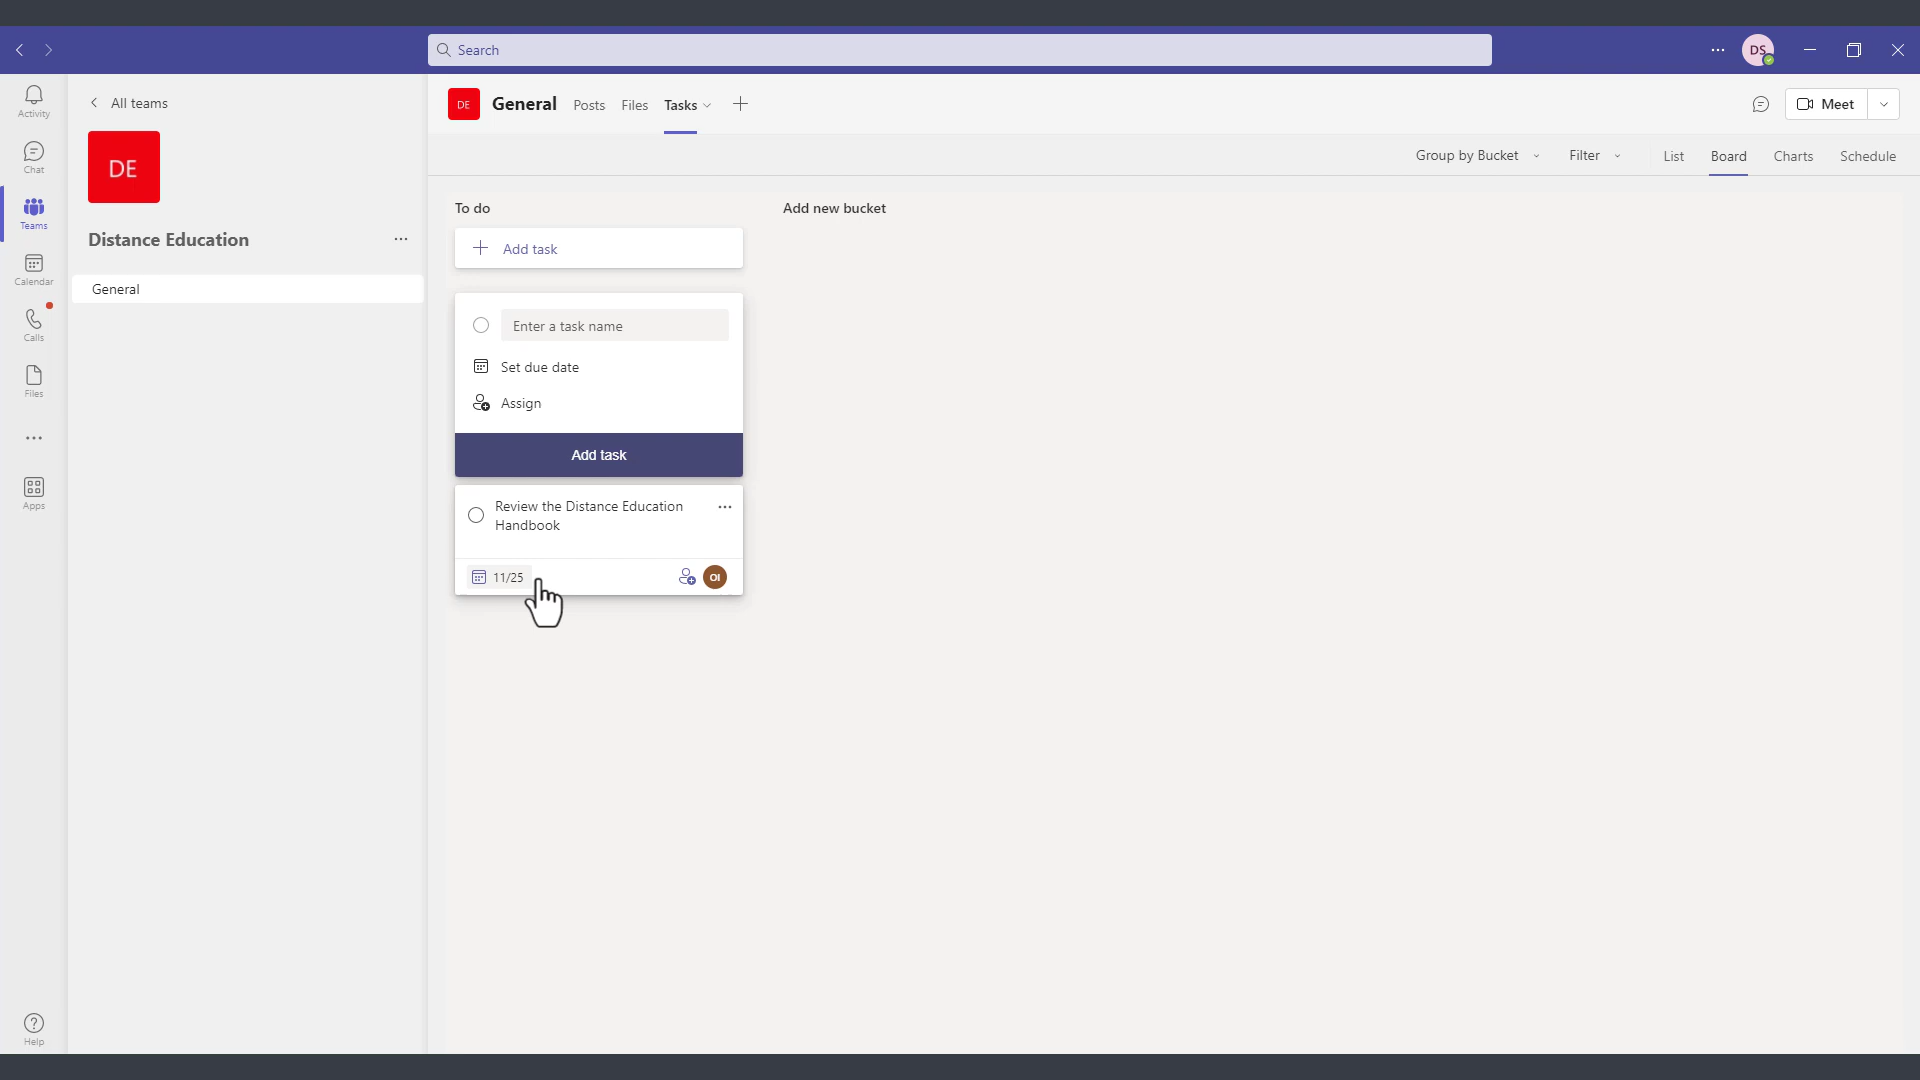 Search
DS
Activity
Chat
Teams
Calendar
Calls
Files
Apps
Help
All teams
DE
Distance Education
General
DE
General Posts Files Tasks
Meet
Group by Bucket Filter List Board Charts Schedule
To do
Add new bucket
Add task
Enter a task name
Set due date
Assign
Add task
Review the Distance Education
Handbook
11/25
OI